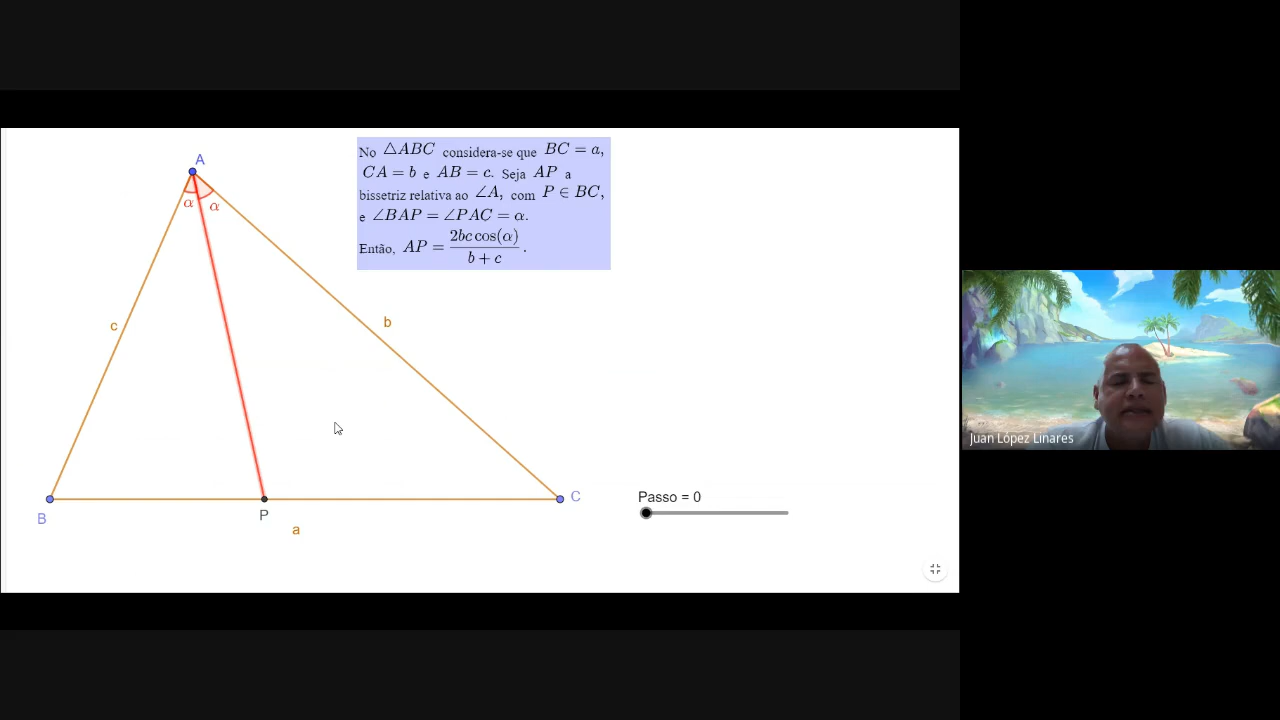 A
No △ABC considera-se que BC = a,
CA = b e AB = c. Seja AP a
bissetriz relativa ao ∠A, com P ∈ BC,
e ∠BAP = ∠PAC = α.
Então, AP = 2bc cos(α) / b + c .
α α
c
b
B
P
a
C
Passo = 0
Juan López Linares